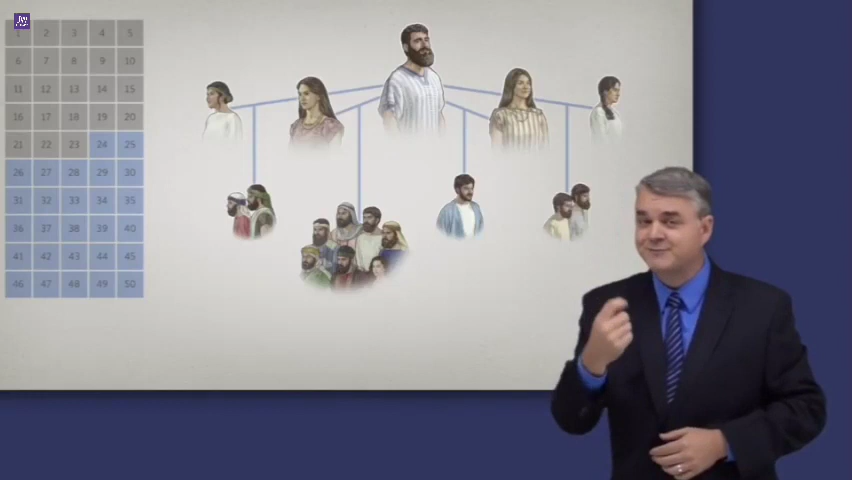 1 2 3 4 5
6 7 8 9 10
11 12 13 14 15
16 17 18 19 20
21 22 23 24 25
26 27 28 29 30
31 32 33 34 35
36 37 38 39 40
41 42 43 44 45
46 47 48 49 50